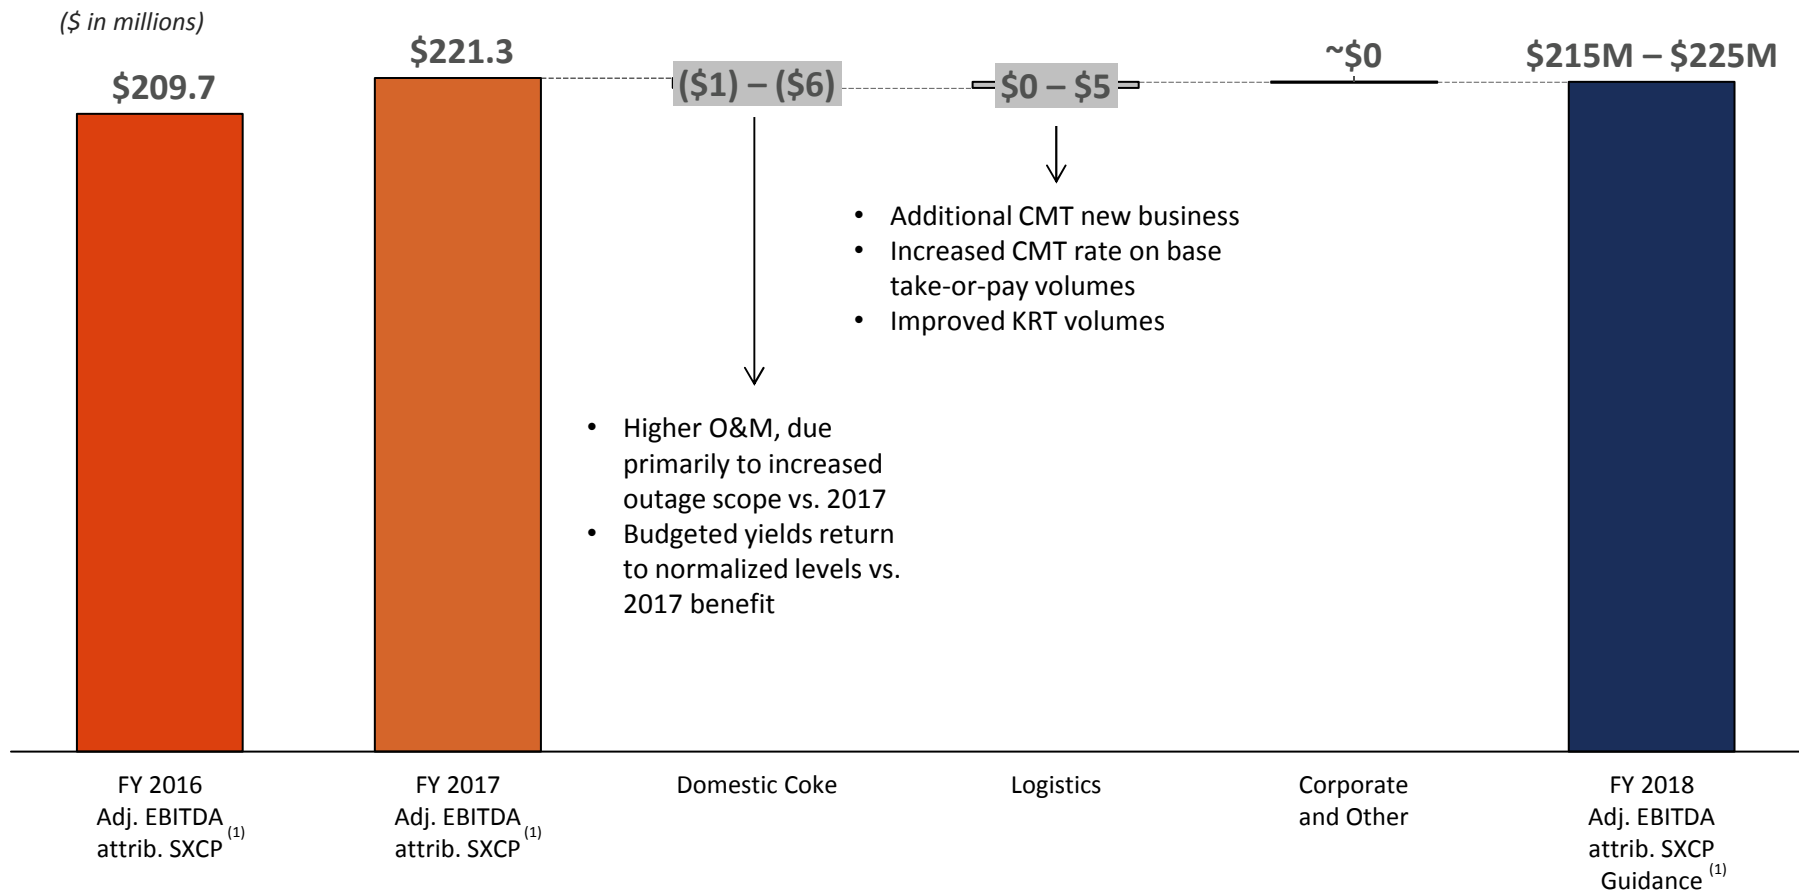 ($ in millions)
$209.7
$221.3
($1) – ($6)
$0 – $5
~$0
$215M – $225M
• Additional CMT new business
• Increased CMT rate on base
take-or-pay volumes
• Improved KRT volumes
• Higher O&M, due
primarily to increased
outage scope vs. 2017
• Budgeted yields return
to normalized levels vs.
2017 benefit
FY 2016
Adj. EBITDA
attrib. SXCP (1)
FY 2017
Adj. EBITDA
attrib. SXCP (1)
Domestic Coke
Logistics
Corporate
and Other
FY 2018
Adj. EBITDA
attrib. SXCP
Guidance (1)